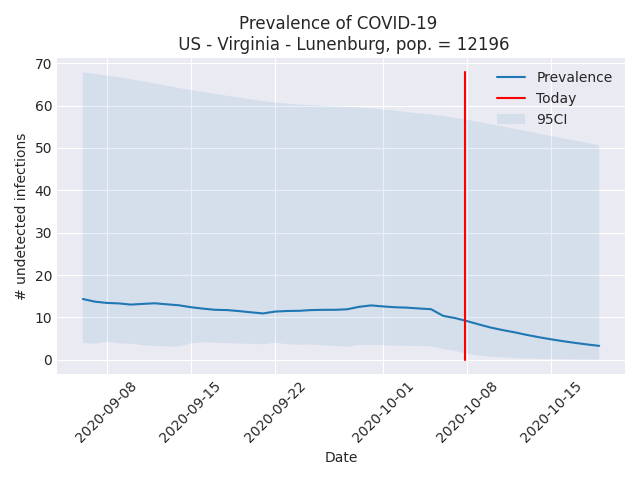 Prevalence of COVID-19
US - Virginia - Lunenburg, pop. = 12196
70
60
50
40
30
20
10
0
# undetected infections
Prevalence
Today
95CI
2020-09-08
2020-09-15
2020-09-22
2020-10-01
2020-10-08
2020-10-15
Date